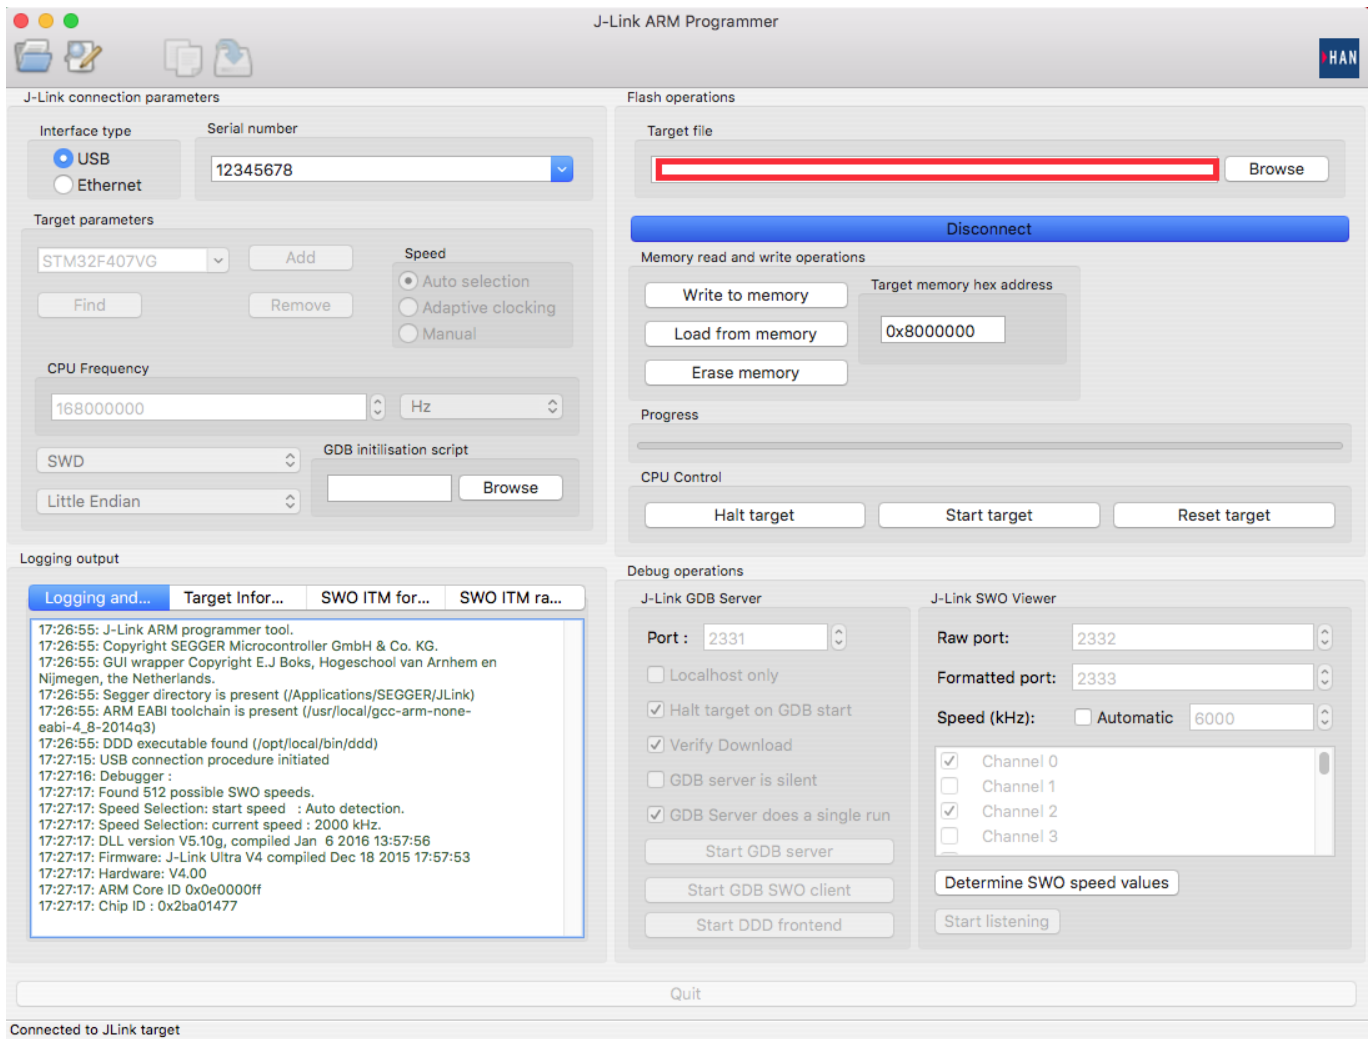 J-Link ARM Programmer
HAN
J-Link connection parameters
Interface type
USB
Ethernet
Serial number
12345678
Target parameters
STM32F407VG
Add
Find
Remove
Speed
Auto selection
Adaptive clocking
Manual
CPU Frequency
168000000
Hz
SWD
Little Endian
GDB initilisation script
Browse
Flash operations
Target file
Browse
Disconnect
Memory read and write operations
Write to memory
Load from memory
Erase memory
Target memory hex address
0x8000000
Progress
CPU Control
Halt target
Start target
Reset target
Logging output
Logging and...
Target Infor...
SWO ITM for...
SWO ITM ra...
17:26:55: J-Link ARM programmer tool.
17:26:55: Copyright SEGGER Microcontroller GmbH & Co. KG.
17:26:55: GUI wrapper Copyright E.J Boks, Hogeschool van Arnhem en
Nijmegen, the Netherlands.
17:26:55: Segger directory is present (/Applications/SEGGER/JLink)
17:26:55: ARM EABI toolchain is present (/usr/local/gcc-arm-none-
eabi-4_8-2014q3)
17:26:55: DDD executable found (/opt/local/bin/ddd)
17:27:15: USB connection procedure initiated
17:27:16: Debugger :
17:27:17: Found 512 possible SWO speeds.
17:27:17: Speed Selection: start speed : Auto detection.
17:27:17: Speed Selection: current speed : 2000 kHz.
17:27:17: DLL version V5.10g, compiled Jan 6 2016 13:57:56
17:27:17: Firmware: J-Link Ultra V4 compiled Dec 18 2015 17:57:53
17:27:17: Hardware: V4.00
17:27:17: ARM Core ID 0x0e0000ff
17:27:17: Chip ID : 0x2ba01477
Debug operations
J-Link GDB Server
Port : 2331
Localhost only
Halt target on GDB start
Verify Download
GDB server is silent
GDB Server does a single run
Start GDB server
Start GDB SWO client
Start DDD frontend
J-Link SWO Viewer
Raw port: 2332
Formatted port: 2333
Speed (kHz): Automatic 6000
Channel 0
Channel 1
Channel 2
Channel 3
Determine SWO speed values
Start listening
Quit
Connected to JLink target